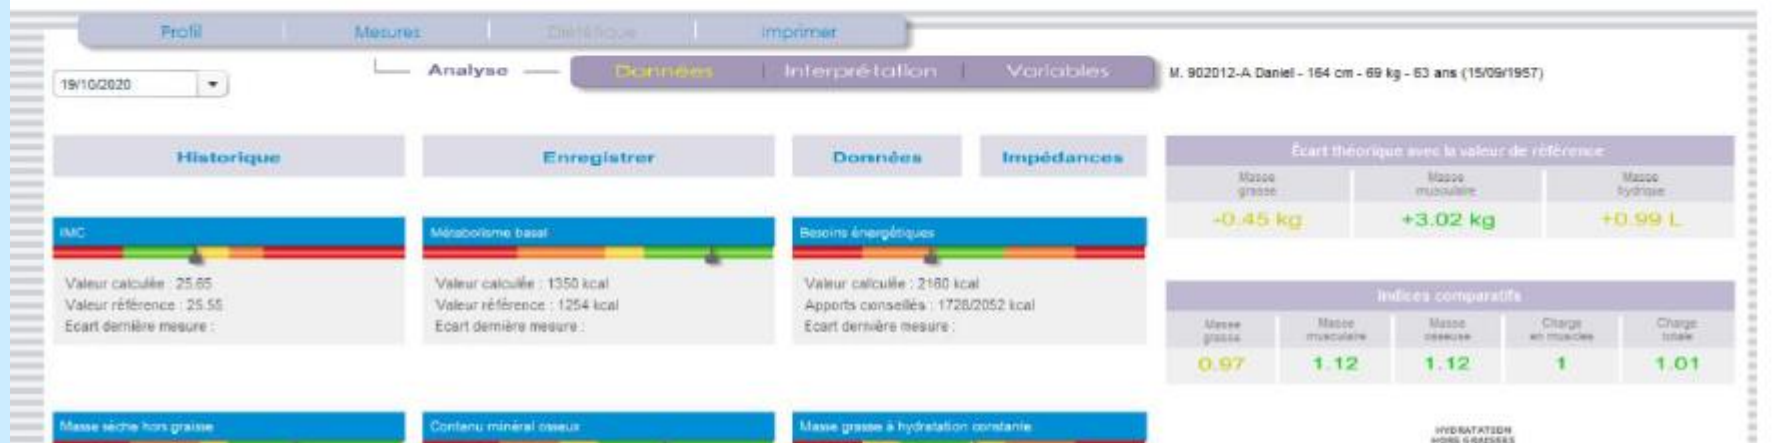 Profil Mesures Diététique Imprimer
19/10/2020 Analyse Données Interprétation Variables M. 902012-A Daniel - 164 cm - 69 kg - 63 ans (15/09/1957)
Historique Enregistrer Données Impédances
Écart théorique avec la valeur de référence
Masse grasse Masse musculaire Masse hydrique
-0.45 kg +3.02 kg +0.99 L
IMC Métabolisme basal Besoins énergétiques
Valeur calculée : 25.65 Valeur calculée : 1350 kcal Valeur calculée : 2160 kcal
Valeur référence : 25.55 Valeur référence : 1254 kcal Apports conseillés : 1728/2052 kcal
Ecart dernière mesure : Ecart dernière mesure : Ecart dernière mesure :
Indices comparatifs
Masse grasse Masse musculaire Masse osseuse Charge en muscles Charge totale
0.97 1.12 1.12 1 1.01
Masse sèche hors graisse Contenu minéral osseux Masse grasse à hydratation constante
HYDRATATION
HORS GRAISSES